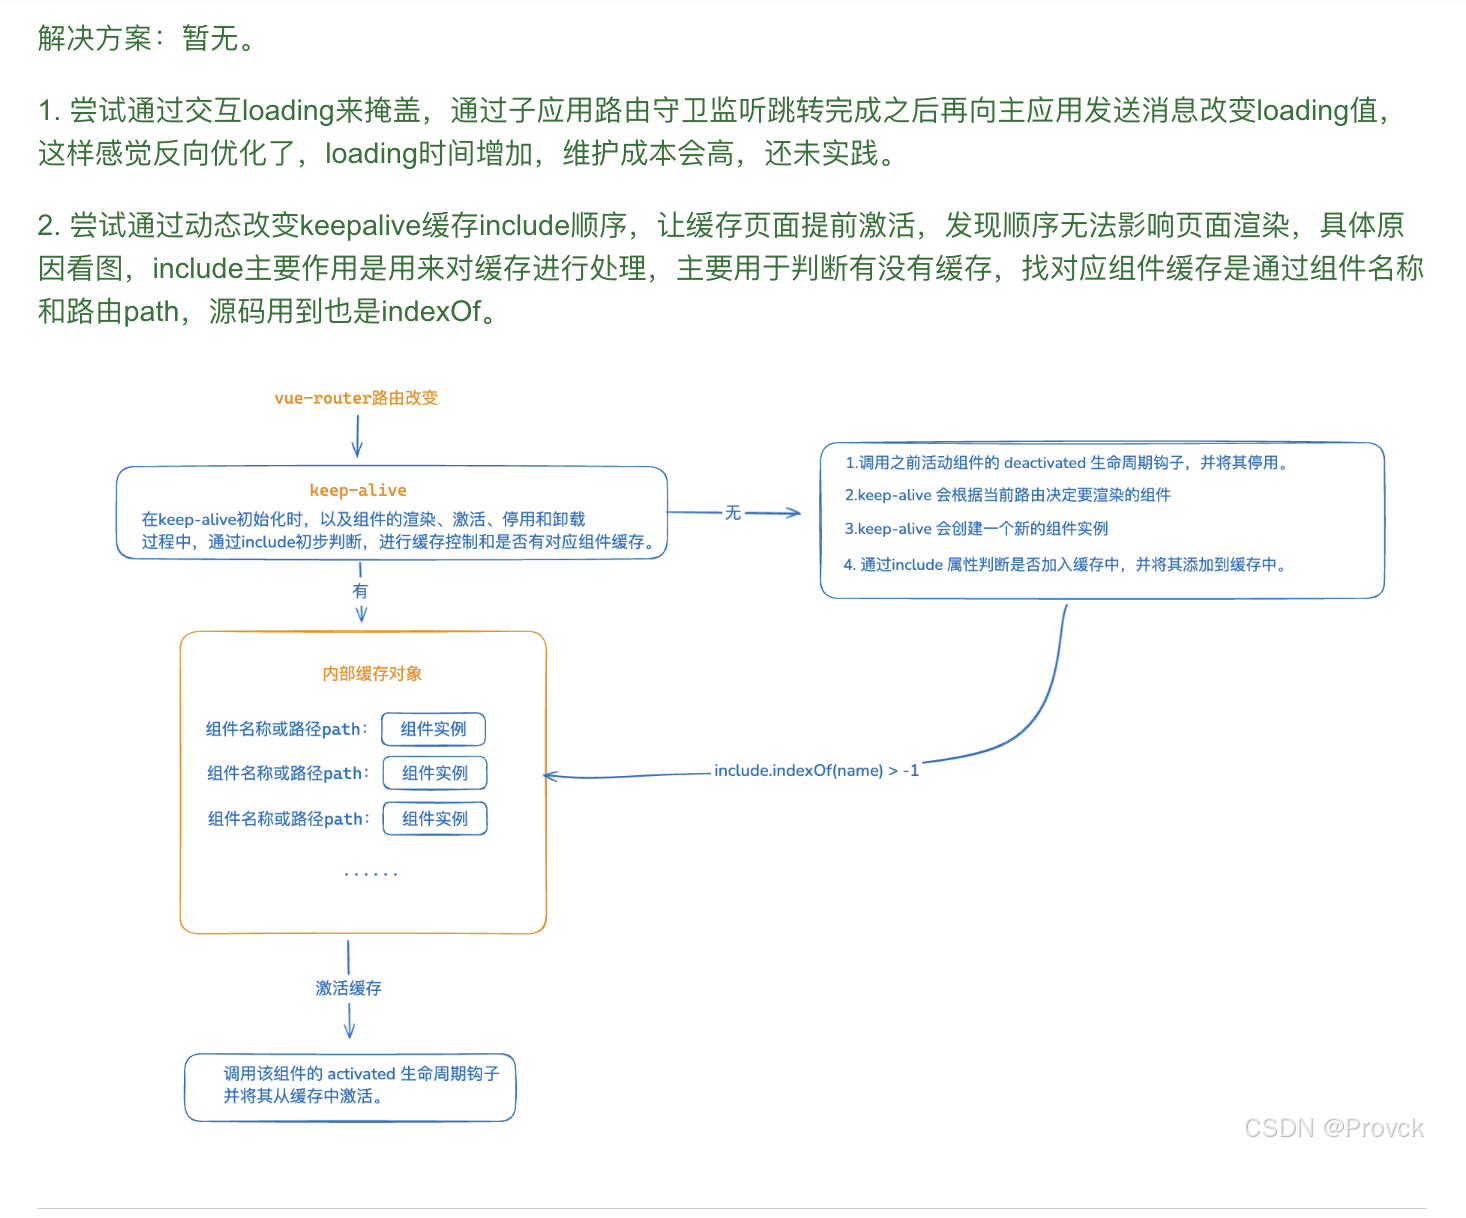 解决方案：暂无。
1. 尝试通过交互loading来掩盖，通过子应用路由守卫监听跳转完成之后再向主应用发送消息改变loading值，
这样感觉反向优化了，loading时间增加，维护成本会高，还未实践。
2. 尝试通过动态改变keepalive缓存include顺序，让缓存页面提前激活，发现顺序无法影响页面渲染，具体原
因看图，include主要作用是用来对缓存进行处理，主要用于判断有没有缓存，找对应组件缓存是通过组件名称
和路由path，源码用到也是indexOf。
vue-router路由改变
keep-alive
在keep-alive初始化时，以及组件的渲染、激活、停用和卸载
过程中，通过include初步判断，进行缓存控制和是否有对应组件缓存。
无
1.调用之前活动组件的 deactivated 生命周期钩子，并将其停用。
2.keep-alive 会根据当前路由决定要渲染的组件
3.keep-alive 会创建一个新的组件实例
4. 通过include 属性判断是否加入缓存中，并将其添加到缓存中。
有
内部缓存对象
组件名称或路径path： 组件实例
组件名称或路径path： 组件实例
组件名称或路径path： 组件实例
......
include.indexOf(name) > -1
激活缓存
调用该组件的 activated 生命周期钩子
并将其从缓存中激活。
CSDN @Provck